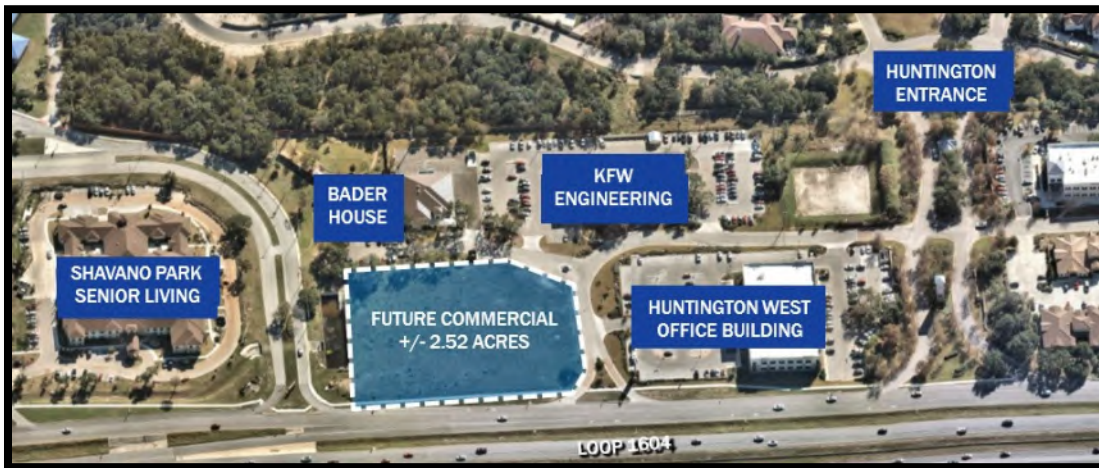 HUNTINGTON
ENTRANCE
KFW
ENGINEERING
BADER
HOUSE
SHAVANO PARK
SENIOR LIVING
FUTURE COMMERCIAL
+/- 2.52 ACRES
HUNTINGTON WEST
OFFICE BUILDING
LOOP 1604